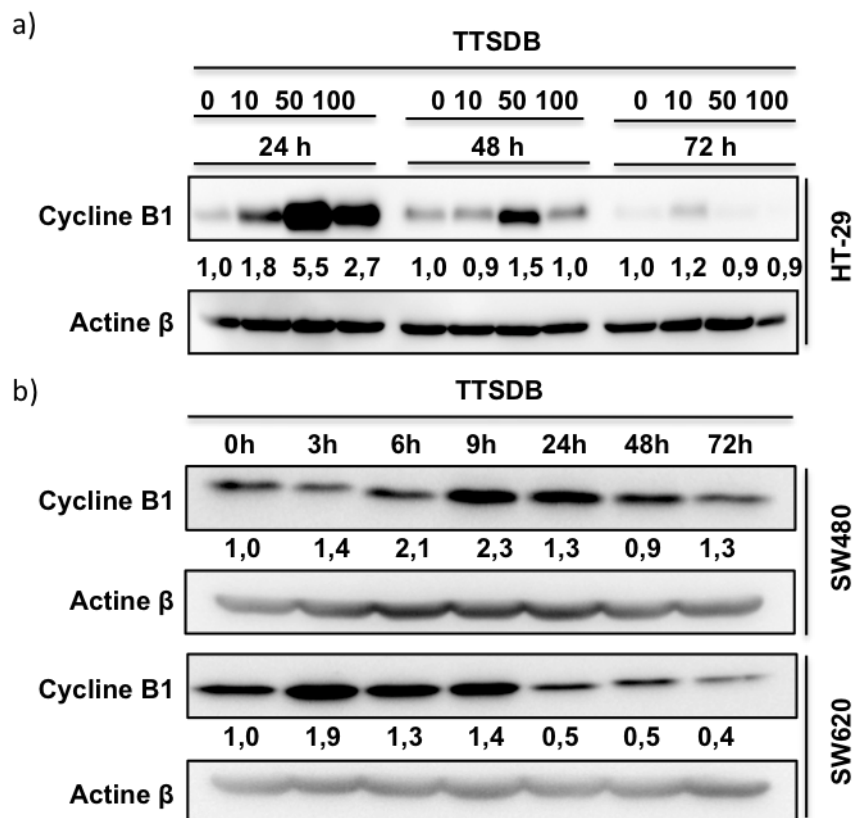 a)
TTSDB
0 10 50 100 0 10 50 100 0 10 50 100
24 h 48 h 72 h
Cycline B1
1,0 1,8 5,5 2,7 1,0 0,9 1,5 1,0 1,0 1,2 0,9 0,9
Actine β
HT-29
b)
TTSDB
0h 3h 6h 9h 24h 48h 72h
Cycline B1
1,0 1,4 2,1 2,3 1,3 0,9 1,3
Actine β
SW480
Cycline B1
1,0 1,9 1,3 1,4 0,5 0,5 0,4
Actine β
SW620